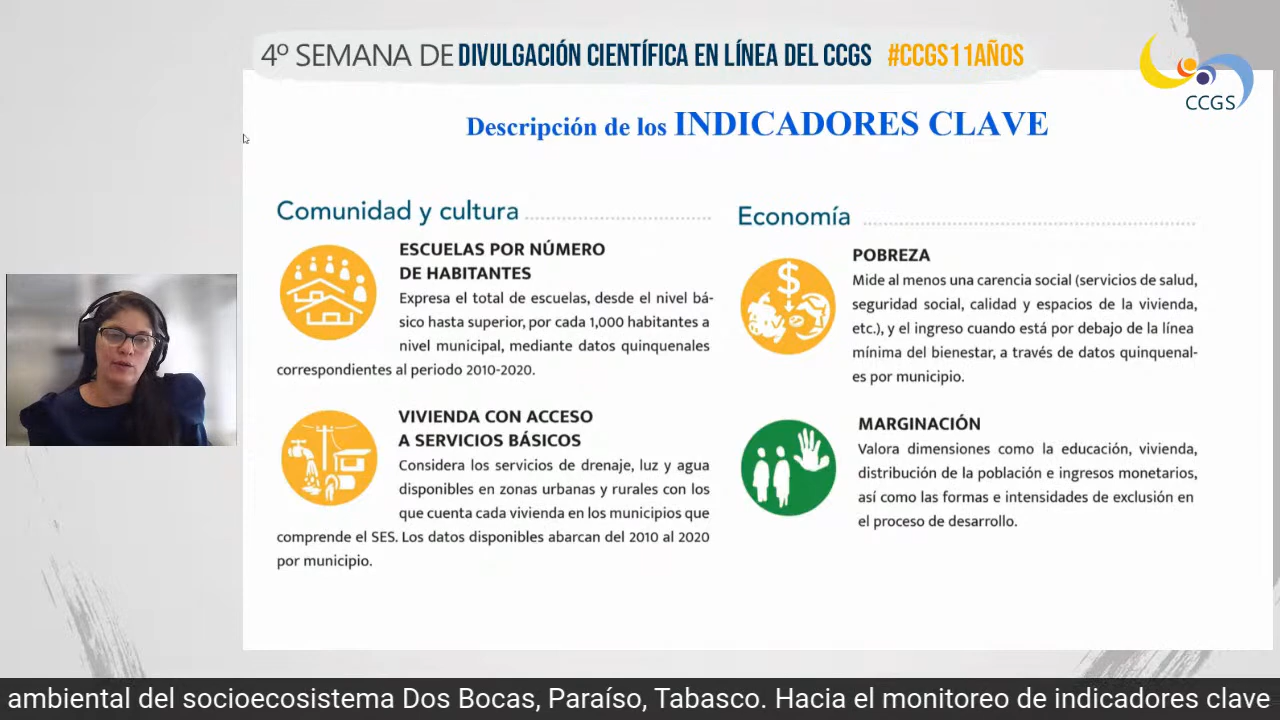 4º SEMANA DE DIVULGACIÓN CIENTÍFICA EN LÍNEA DEL CCGS #CCGS11AÑOS
CCGS
Descripción de los INDICADORES CLAVE
Comunidad y cultura
ESCUELAS POR NÚMERO
DE HABITANTES
Expresa el total de escuelas, desde el nivel bá-
sico hasta superior, por cada 1,000 habitantes a
nivel municipal, mediante datos quinquenales
correspondientes al periodo 2010-2020.
VIVIENDA CON ACCESO
A SERVICIOS BÁSICOS
Considera los servicios de drenaje, luz y agua
disponibles en zonas urbanas y rurales con los
que cuenta cada vivienda en los municipios que
comprende el SES. Los datos disponibles abarcan del 2010 al 2020
por municipio.
Economía
POBREZA
Mide al menos una carencia social (servicios de salud,
seguridad social, calidad y espacios de la vivienda,
etc.), y el ingreso cuando está por debajo de la línea
mínima del bienestar, a través de datos quinquenal-
es por municipio.
MARGINACIÓN
Valora dimensiones como la educación, vivienda,
distribución de la población e ingresos monetarios,
así como las formas e intensidades de exclusión en
el proceso de desarrollo.
ambiental del socioecosistema Dos Bocas, Paraíso, Tabasco. Hacia el monitoreo de indicadores clave